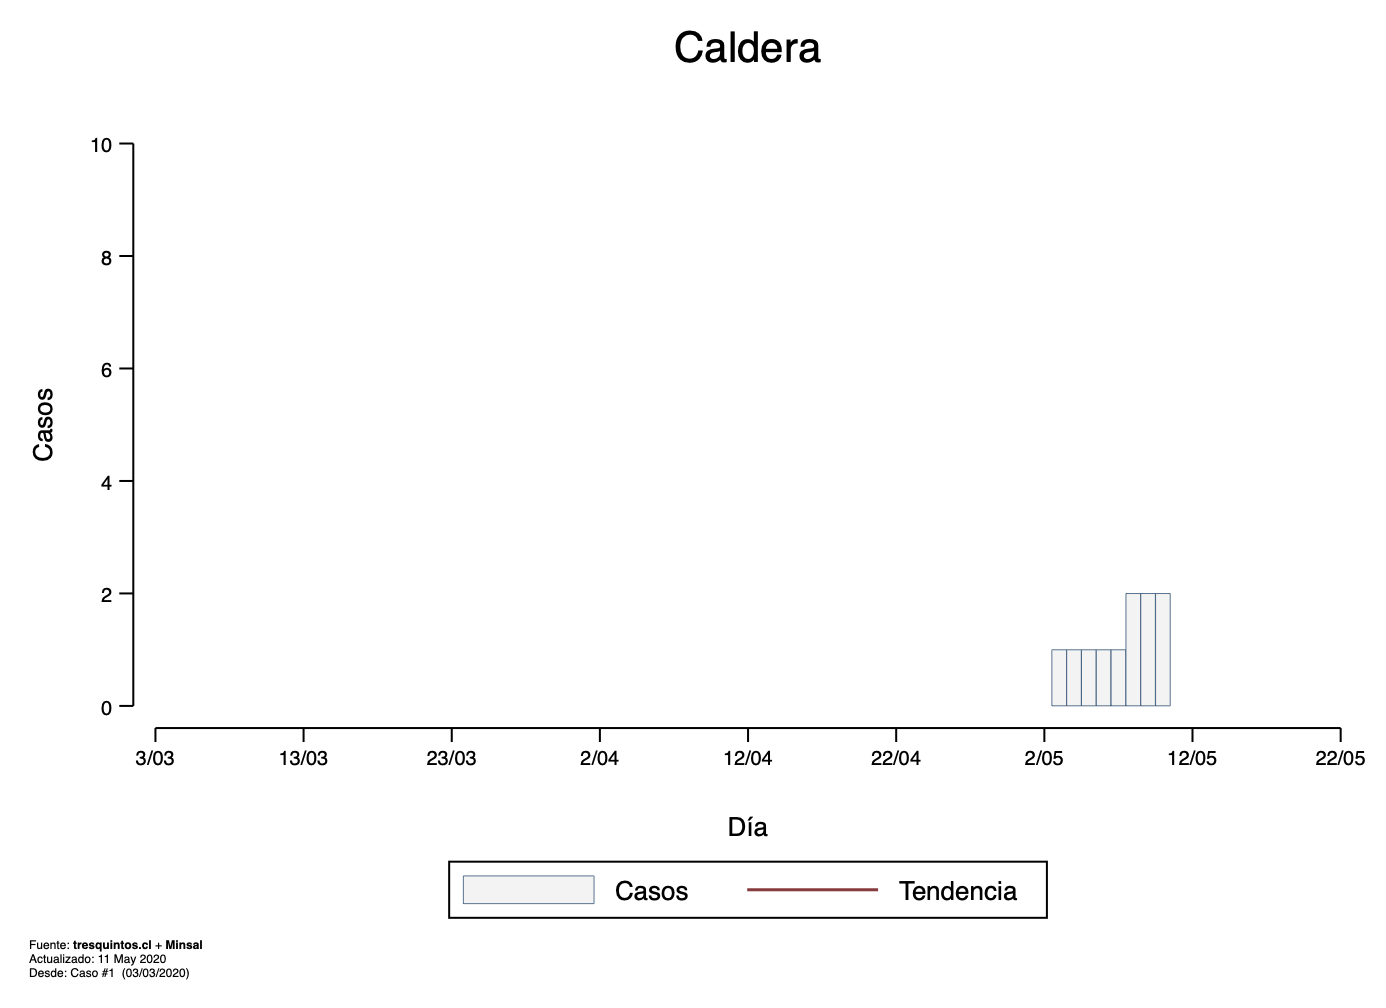 Caldera
10
8
6
4
2
0
Casos
3/03 13/03 23/03 2/04 12/04 22/04 2/05 12/05 22/05
Día
Casos Tendencia
Fuente: tresquintos.cl + Minsal
Actualizado: 11 May 2020
Desde: Caso #1 (03/03/2020)